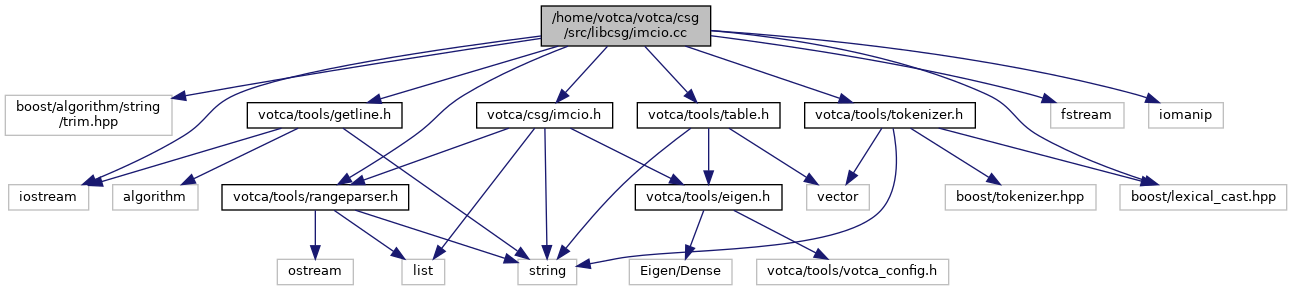 /home/votca/votca/csg
/src/libcsg/imcio.cc
boost/algorithm/string
/trim.hpp
votca/tools/getline.h
votca/csg/imcio.h
votca/tools/table.h
votca/tools/tokenizer.h
fstream
iomanip
iostream
algorithm
votca/tools/rangeparser.h
votca/tools/eigen.h
vector
boost/tokenizer.hpp
boost/lexical_cast.hpp
ostream
list
string
Eigen/Dense
votca/tools/votca_config.h